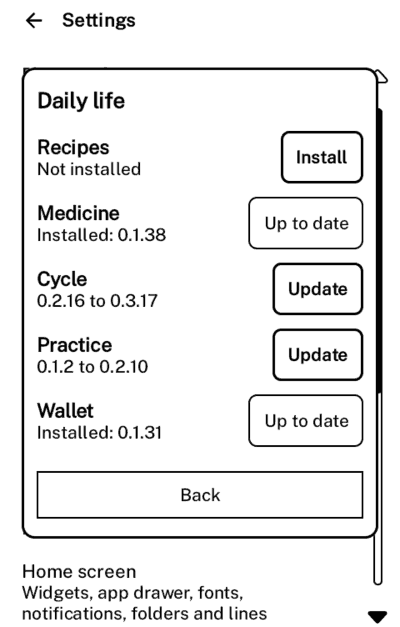 Settings
Daily life
Recipes
Not installed
Install
Medicine
Installed: 0.1.38
Up to date
Cycle
0.2.16 to 0.3.17
Update
Practice
0.1.2 to 0.2.10
Update
Wallet
Installed: 0.1.31
Up to date
Back
Home screen
Widgets, app drawer, fonts,
notifications, folders and lines